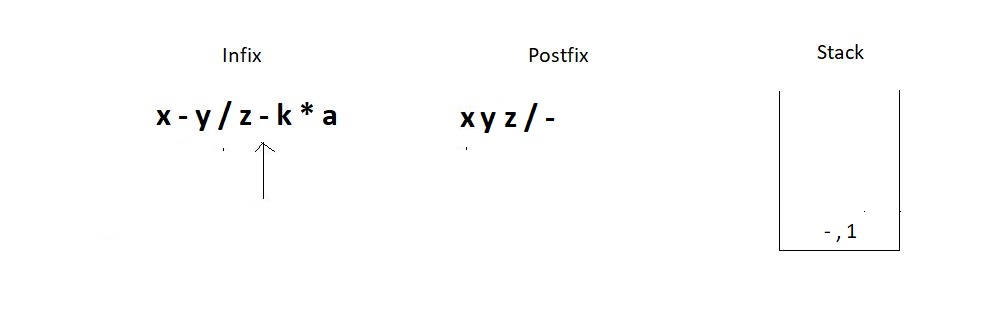 Infix Postfix Stack
x - y / z - k * a x y z / -
- , 1